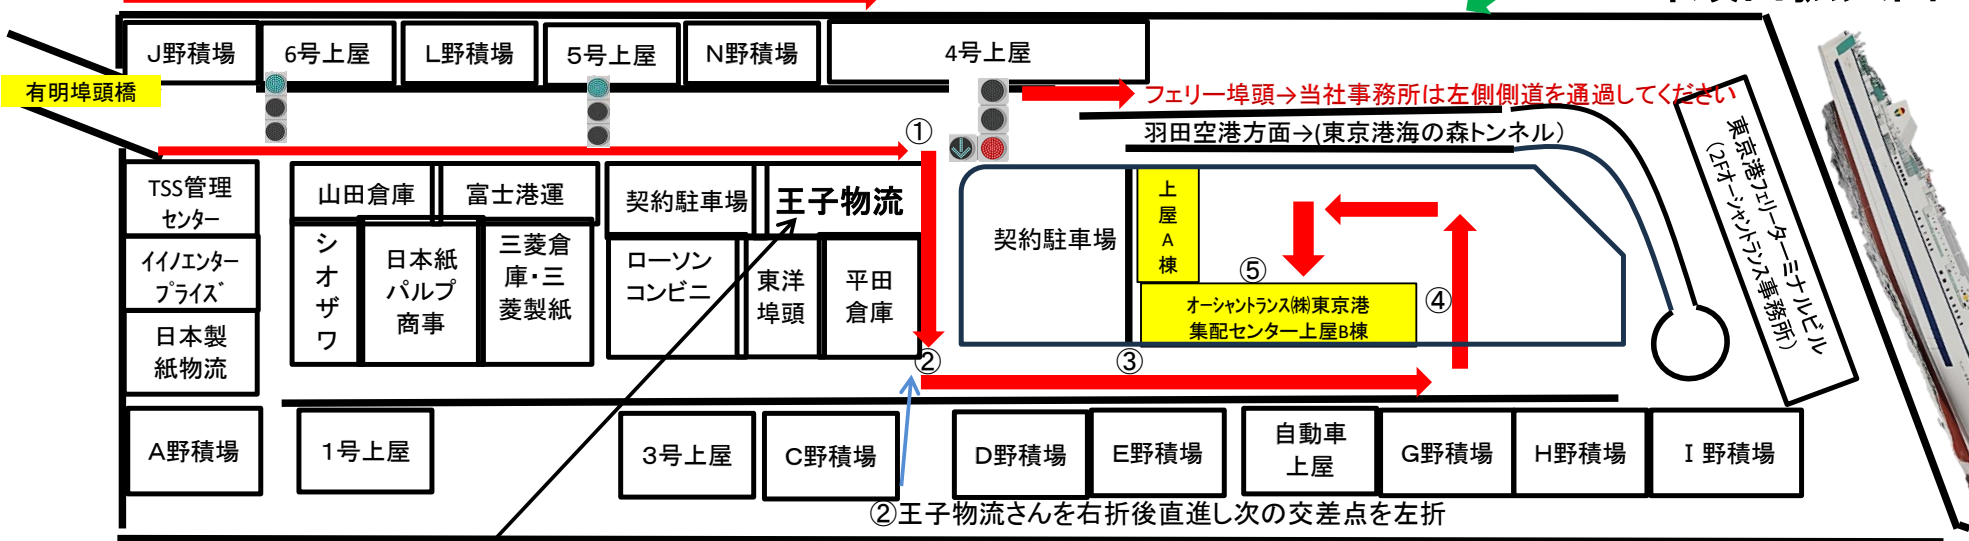 J野積場
6号上屋
L野積場
5号上屋
N野積場
4号上屋
有明埠頭橋
フェリー埠頭→当社事務所は左側側道を通過してください
羽田空港方面→(東京港海の森トンネル)
①
TSS管理
センター
山田倉庫
富士港運
契約駐車場
王子物流
イイノエンター
プライズ
シオザワ
日本紙
パルプ
商事
三菱倉
庫・三
菱製紙
ローソン
コンビニ
東洋
埠頭
平田
倉庫
日本製
紙物流
契約駐車場
上屋A棟
⑤
④
オーシャントランス㈱東京港
集配センター上屋B棟
②
③
東京港フェリーターミナルビル
(2Fオーシャントランス事務所)
A野積場
1号上屋
3号上屋
C野積場
D野積場
E野積場
自動車
上屋
G野積場
H野積場
I 野積場
②王子物流さんを右折後直進し次の交差点を左折